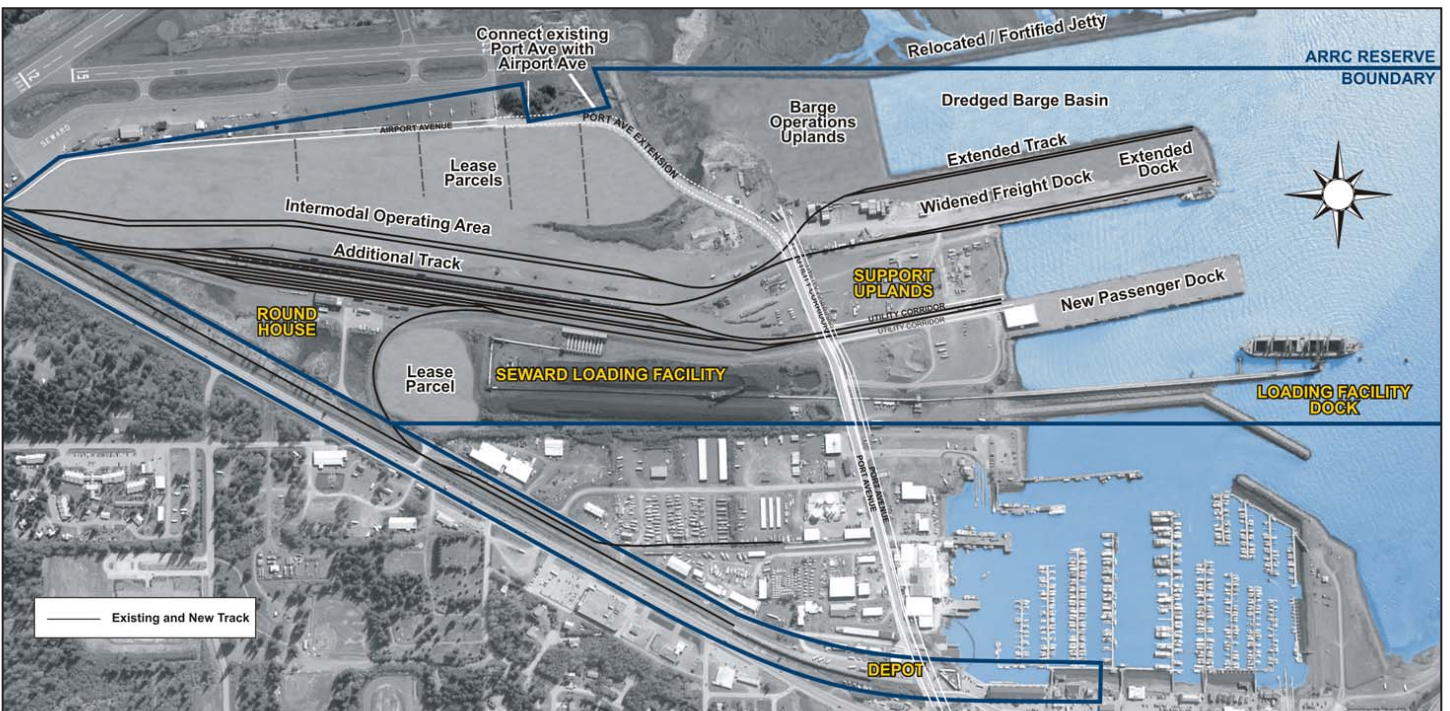 Relocated / Fortified Jetty
Connect existing
Port Ave with
Airport Ave
ARRC RESERVE
BOUNDARY
Barge
Operations
Uplands
Dredged Barge Basin
SEWARD
AIRPORT AVENUE
PORT AVE EXTENSION
Extended Track
Extended
Dock
Lease
Parcels
Widened Freight Dock
Intermodal Operating Area
Additional Track
SUPPORT
UPLANDS
New Passenger Dock
UTILITY CORRIDOR
UTILITY CORRIDOR
UTILITY CORRIDOR
ROUND
HOUSE
Lease
Parcel
SEWARD LOADING FACILITY
LOADING FACILITY
DOCK
PORT AVENUE
PORT AVENUE
Existing and New Track
DEPOT